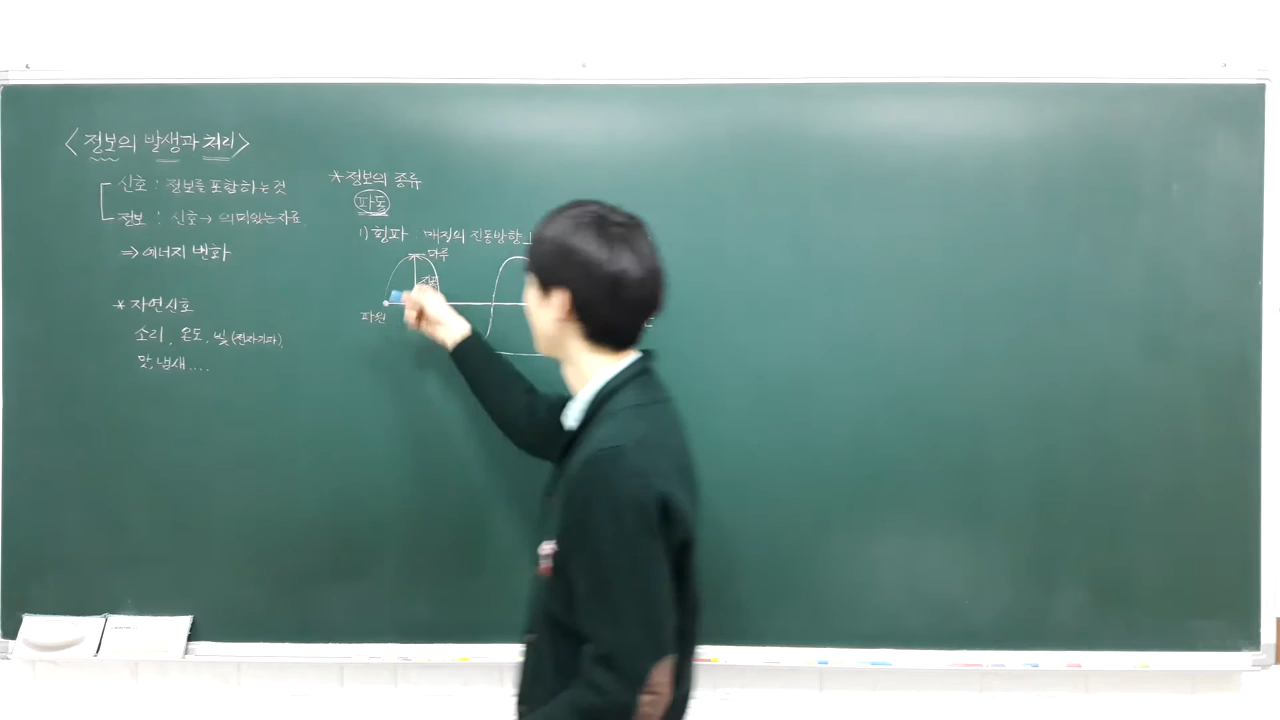 <정보의 발생과 처리>
신호 : 정보를 포함하는 것
정보 : 신호→ 의미있는 자료
⇒ 에너지 변화
* 자연신호
소리, 온도, 빛(전자기파),
맛, 냄새....
* 정보의 종류
파동
1) 횡파 : 매질의 진동방향⊥
마루
진폭
파원